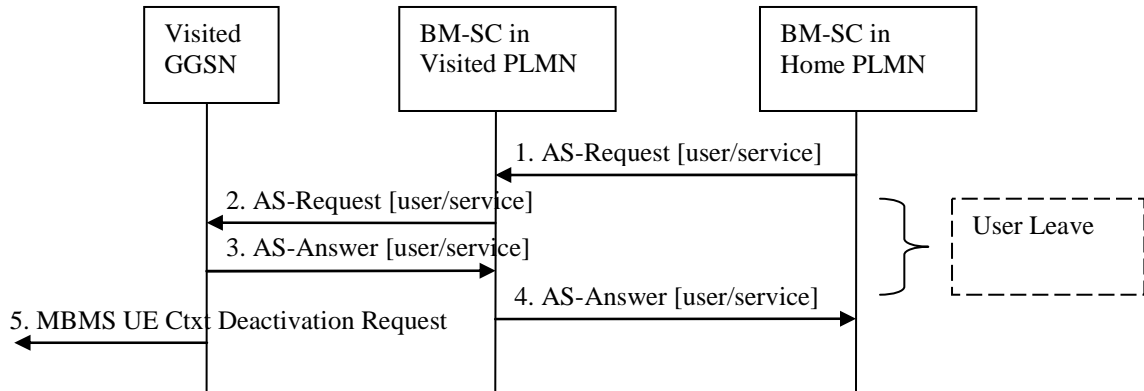 Visited
GGSN
BM-SC in
Visited PLMN
BM-SC in
Home PLMN
1. AS-Request [user/service]
2. AS-Request [user/service]
User Leave
3. AS-Answer [user/service]
4. AS-Answer [user/service]
5. MBMS UE Ctxt Deactivation Request